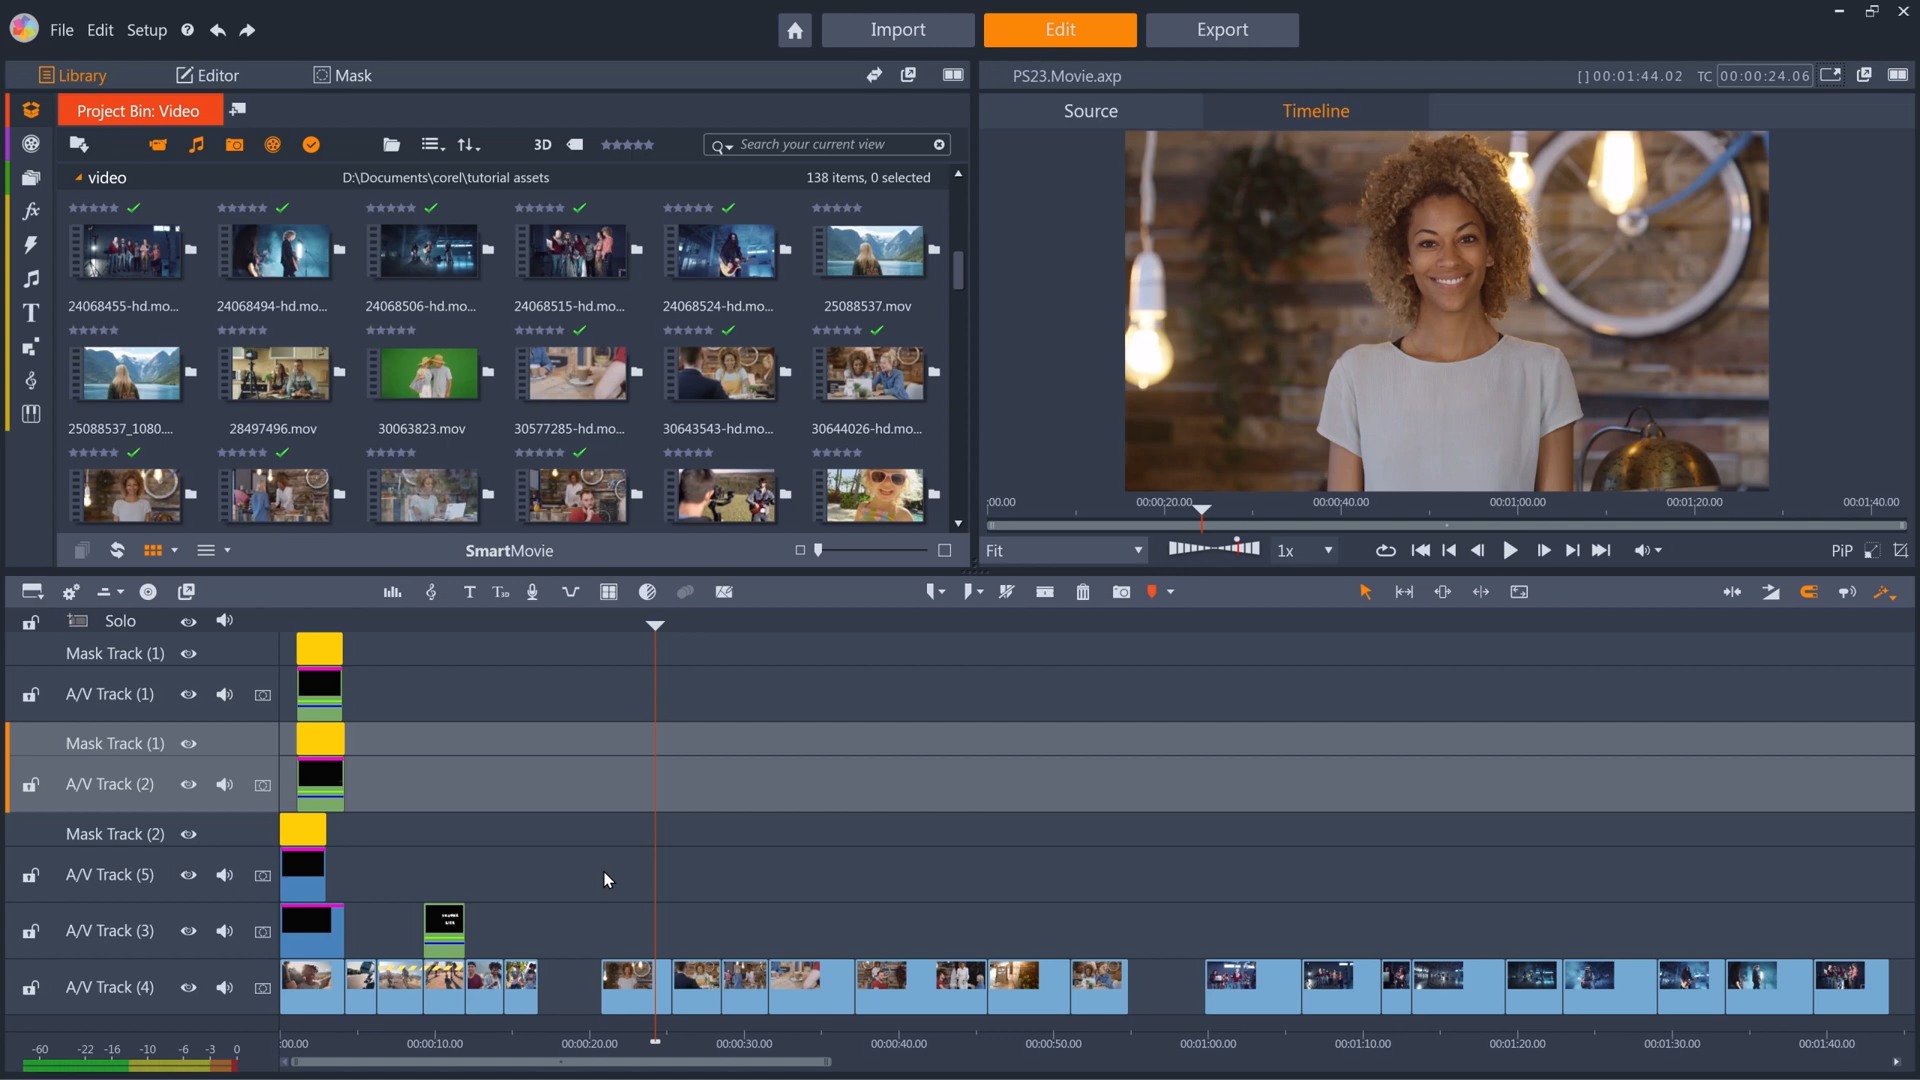 File Edit Setup
Import Edit Export
Library Editor Mask
PS23.Movie.axp [ ] 00:01:44.02 TC 00:00:24.06
Project Bin: Video
Source Timeline
3D Search your current view
video D:\Documents\corel\tutorial assets 138 items, 0 selected
24068455-hd.mo... 24068494-hd.mo... 24068506-hd.mo... 24068515-hd.mo... 24068524-hd.mo... 25088537.mov
25088537_1080.... 28497496.mov 30063823.mov 30577285-hd.mo... 30643543-hd.mo... 30644026-hd.mo...
:00.00 00:00:20.00 00:00:40.00 00:01:00.00 00:01:20.00 00:01:40.00
SmartMovie
Fit 1x PiP
Solo
Mask Track (1)
A/V Track (1)
Mask Track (1)
A/V Track (2)
Mask Track (2)
A/V Track (5)
A/V Track (3)
A/V Track (4)
:00.00 00:00:10.00 00:00:20.00 00:00:30.00 00:00:40.00 00:00:50.00 00:01:00.00 00:01:10.00 00:01:20.00 00:01:30.00 00:01:40.00
-60 -22 -16 -10 -6 -3 0